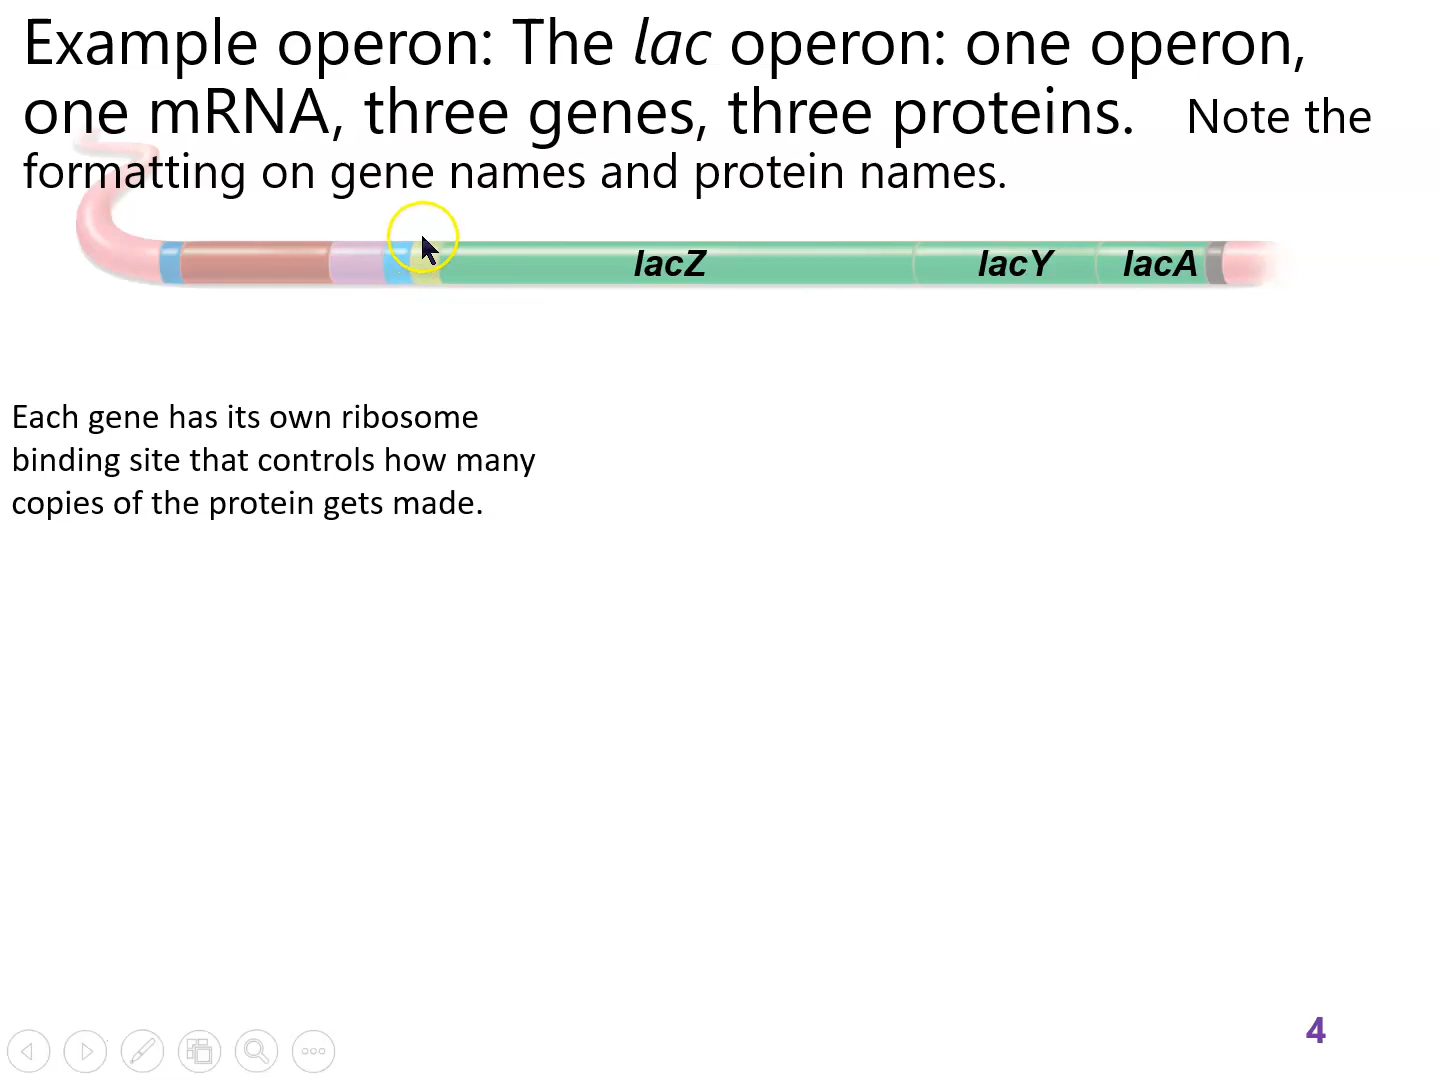 Example operon: The lac operon: one operon,
one mRNA, three genes, three proteins. Note the
formatting on gene names and protein names.
lacZ lacY lacA
Each gene has its own ribosome
binding site that controls how many
copies of the protein gets made.
4